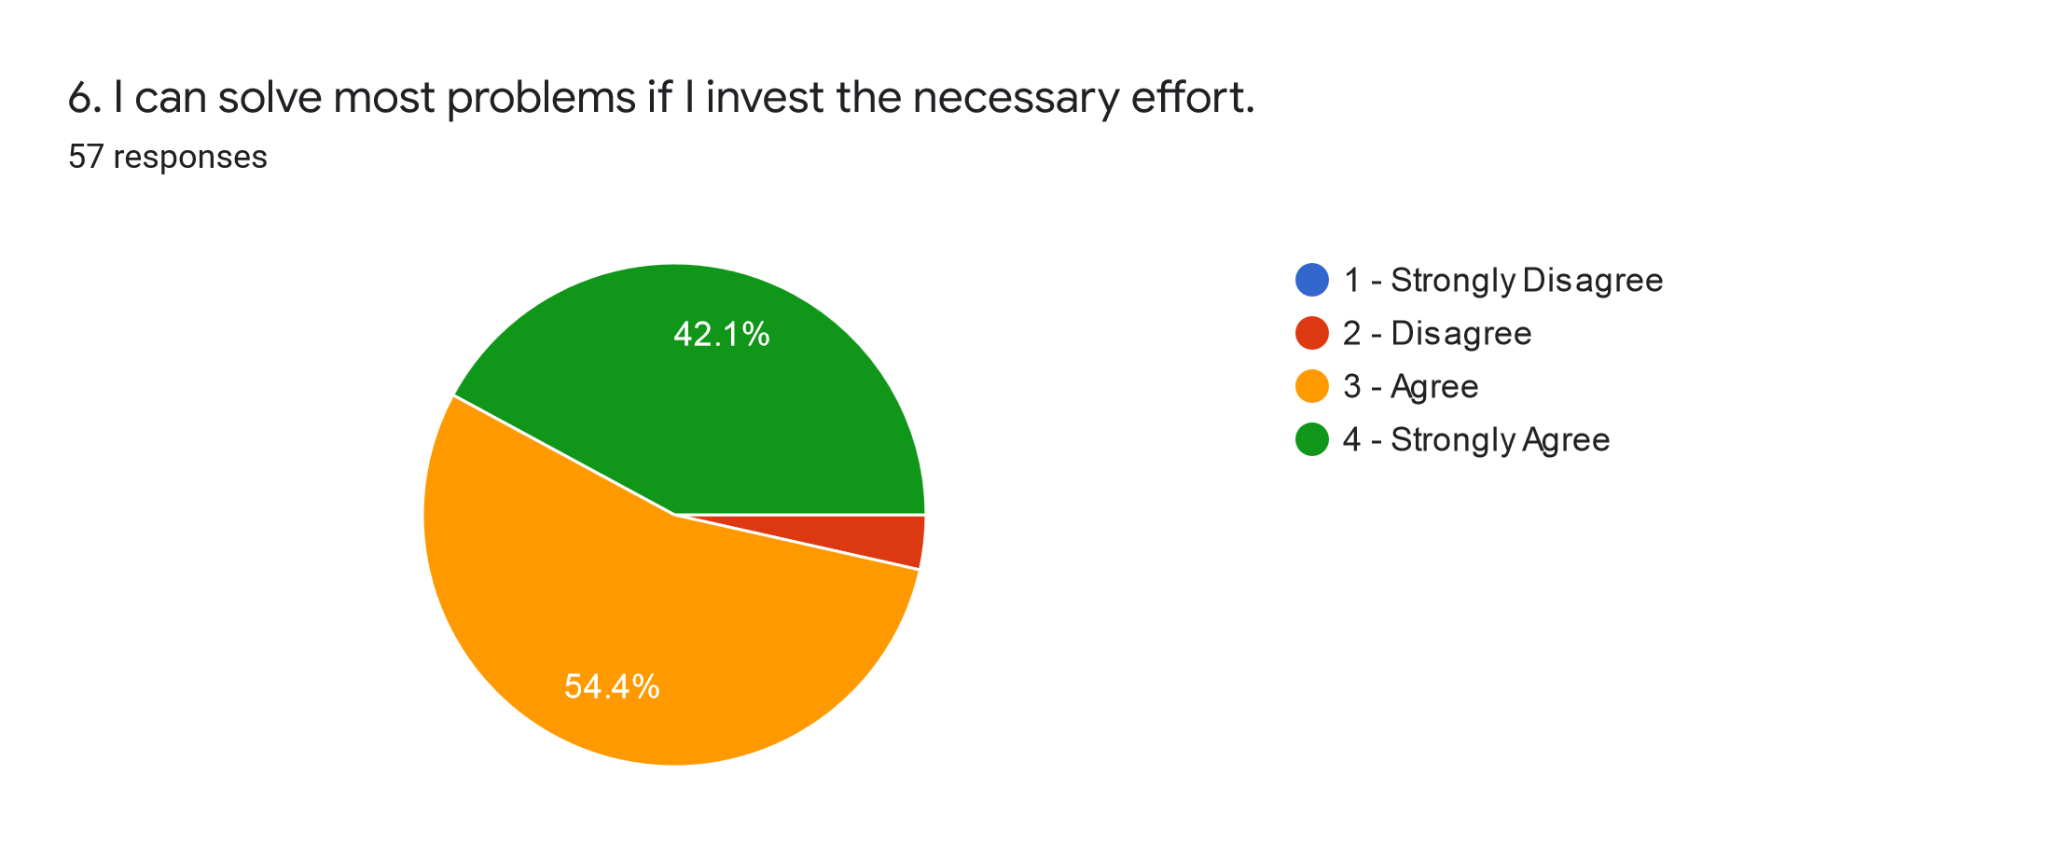 6. I can solve most problems if I invest the necessary effort.
57 responses
42.1%
54.4%
1 - Strongly Disagree
2 - Disagree
3 - Agree
4 - Strongly Agree